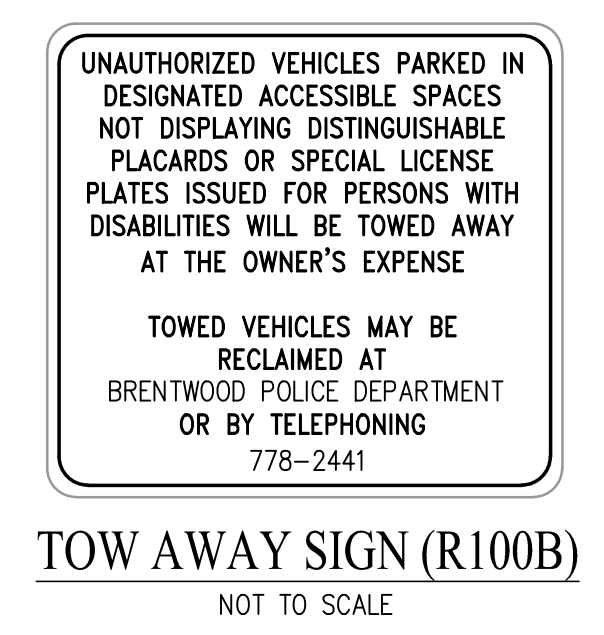 UNAUTHORIZED VEHICLES PARKED IN
DESIGNATED ACCESSIBLE SPACES
NOT DISPLAYING DISTINGUISHABLE
PLACARDS OR SPECIAL LICENSE
PLATES ISSUED FOR PERSONS WITH
DISABILITIES WILL BE TOWED AWAY
AT THE OWNER'S EXPENSE
TOWED VEHICLES MAY BE
RECLAIMED AT
BRENTWOOD POLICE DEPARTMENT
OR BY TELEPHONING
778-2441
TOW AWAY SIGN (R100B)
NOT TO SCALE